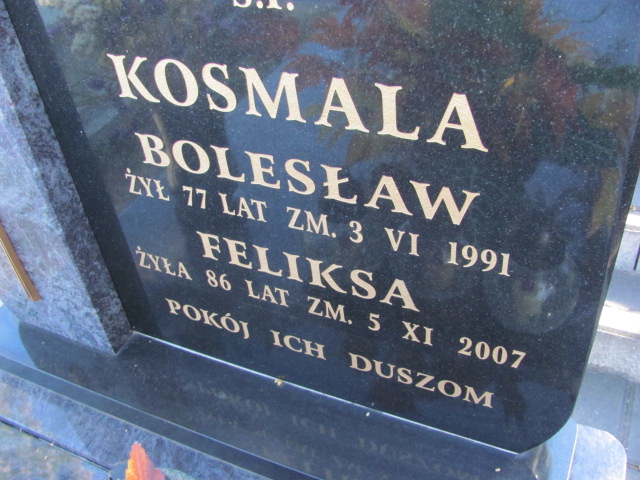 Ś.P.
KOSMALA
BOLESŁAW
ŻYŁ 77 LAT ZM. 3 VI 1991
FELIKSA
ŻYŁA 86 LAT ZM. 5 XI 2007
POKÓJ ICH DUSZOM